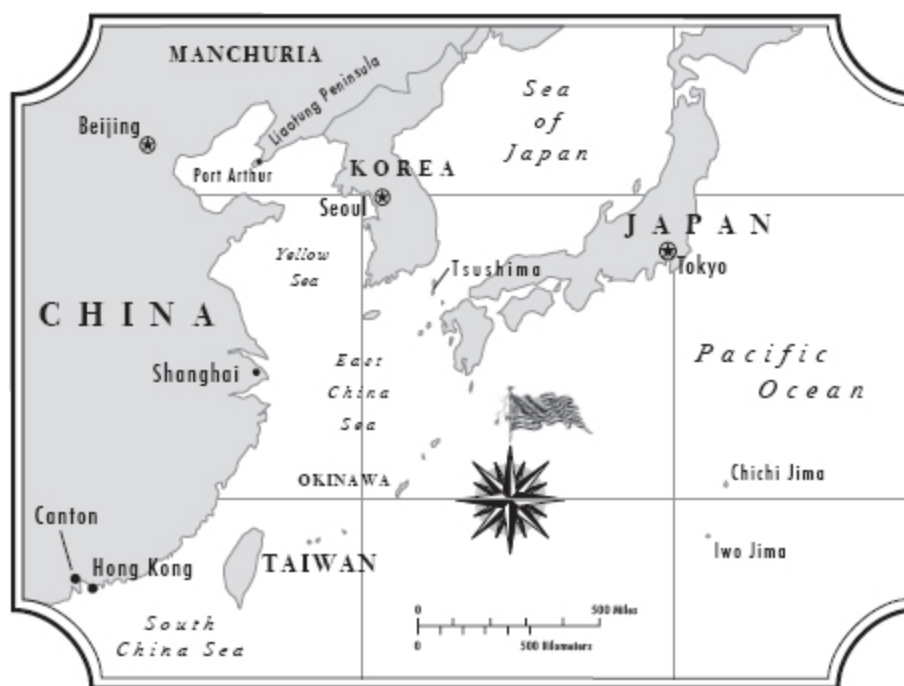 MANCHURIA
Liaotung Peninsula
Sea
of
Japan
Beijing
Port Arthur
KOREA
Seoul
JAPAN
Tokyo
Yellow
Sea
Tsushima
CHINA
Shanghai
East
China
Sea
Pacific
Ocean
OKINAWA
Chichi Jima
Canton
Hong Kong
TAIWAN
Iwo Jima
South
China Sea
0 500 Miles
0 500 Kilometers